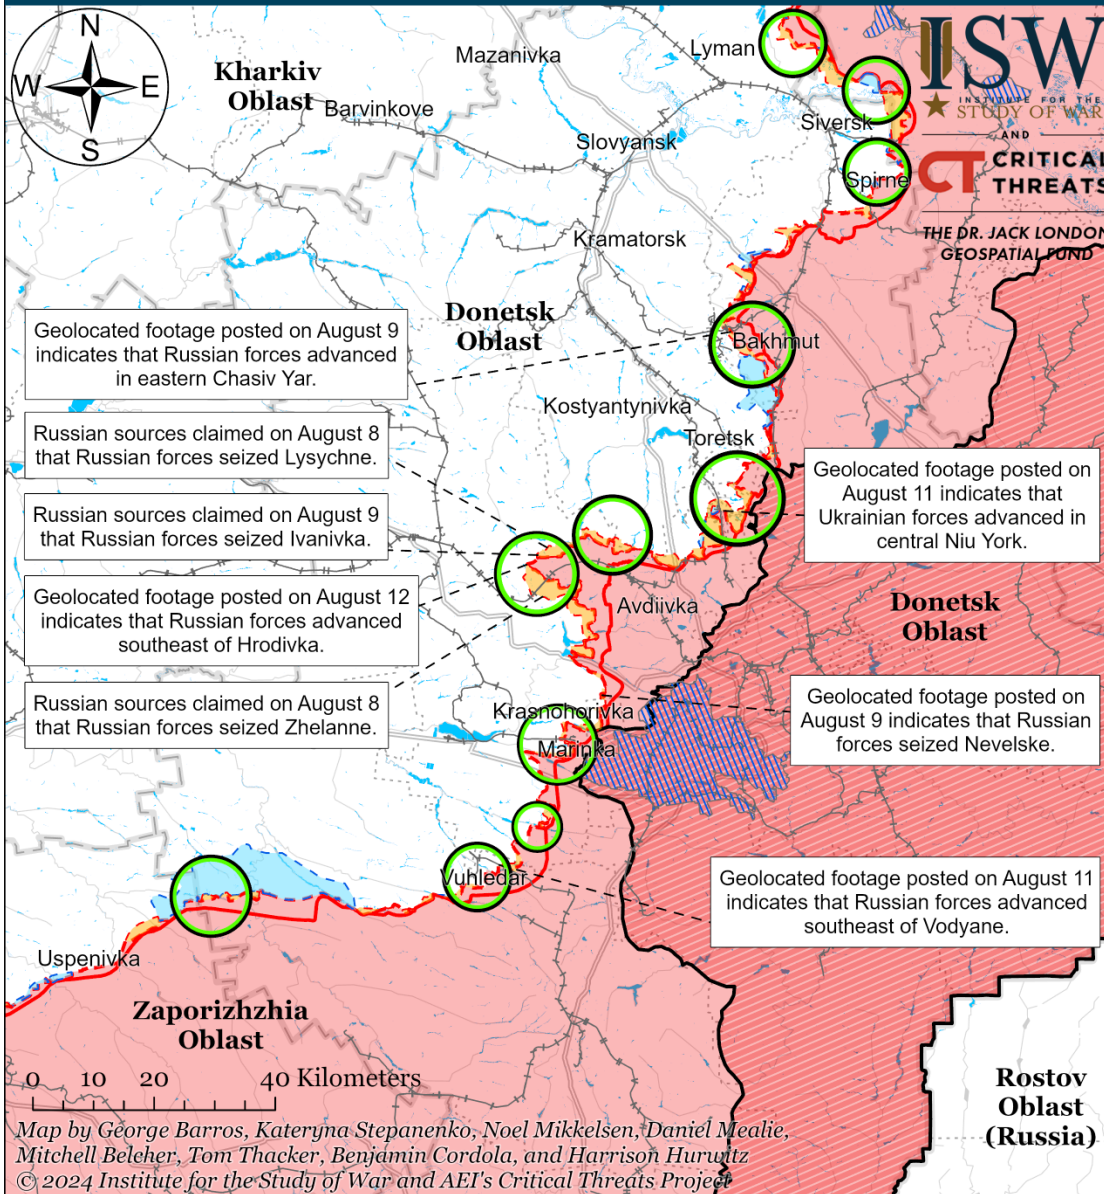 N
W
E
S
Kharkiv
Oblast
Mazanivka
Barvinkove
Lyman
Slovyansk
Siversk
Spirne
Kramatorsk
ISW
INSTITUTE FOR THE
STUDY OF WAR
AND
CT CRITICAL
THREATS
THE DR. JACK LONDON
GEOSPATIAL FUND
Donetsk
Oblast
Bakhmut
Kostyantynivka
Toretsk
Geolocated footage posted on August 9
indicates that Russian forces advanced
in eastern Chasiv Yar.
Russian sources claimed on August 8
that Russian forces seized Lysychne.
Russian sources claimed on August 9
that Russian forces seized Ivanivka.
Geolocated footage posted on August 12
indicates that Russian forces advanced
southeast of Hrodivka.
Russian sources claimed on August 8
that Russian forces seized Zhelanne.
Geolocated footage posted on
August 11 indicates that
Ukrainian forces advanced in
central Niu York.
Avdiivka
Donetsk
Oblast
Geolocated footage posted on
August 9 indicates that Russian
forces seized Nevelske.
Krasnohorivka
Marinka
Vuhledar
Geolocated footage posted on August 11
indicates that Russian forces advanced
southeast of Vodyane.
Uspenivka
Zaporizhzhia
Oblast
Rostov
Oblast
(Russia)
0 10 20 40 Kilometers
Map by George Barros, Kateryna Stepanenko, Noel Mikkelsen, Daniel Mealie,
Mitchell Belcher, Tom Thacker, Benjamin Cordola, and Harrison Hurwitz
© 2024 Institute for the Study of War and AEI's Critical Threats Project